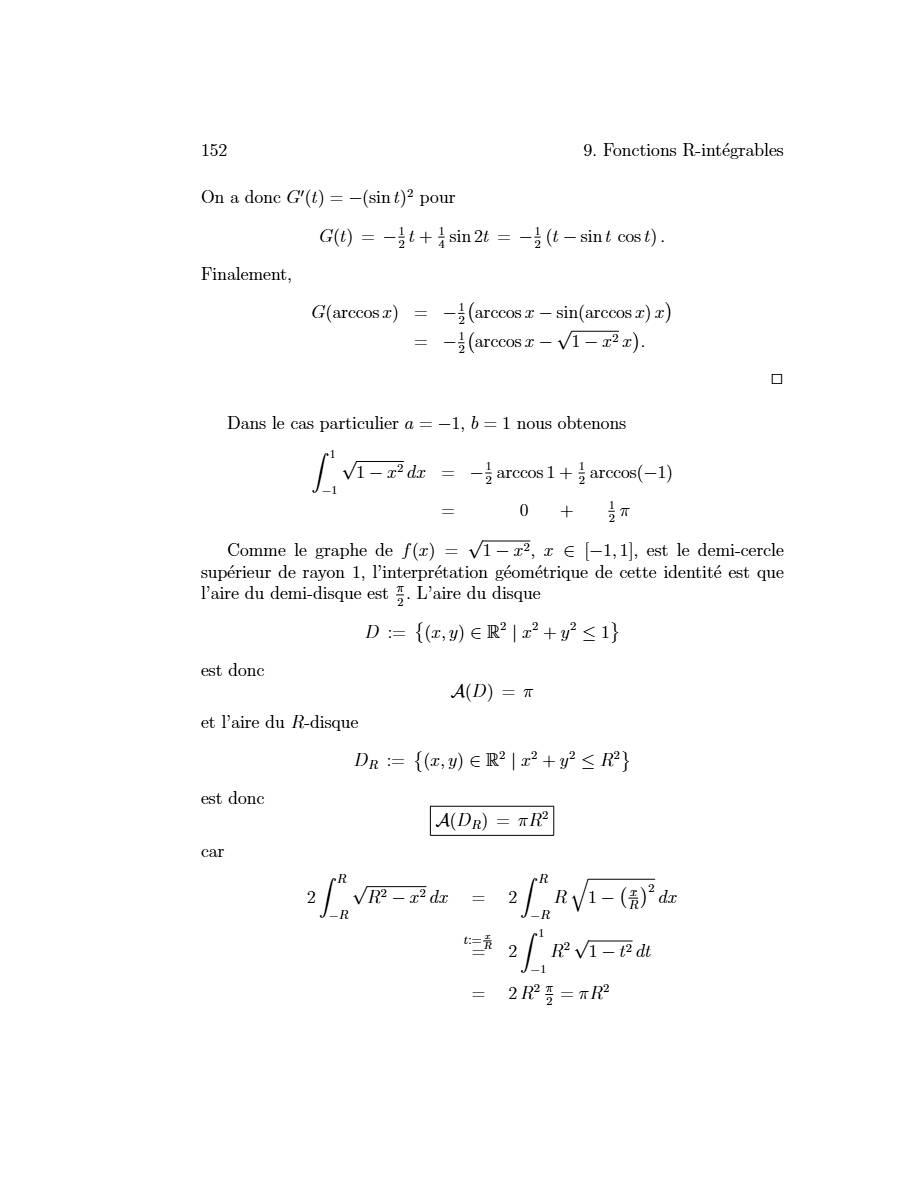 152 9. Fonctions R-intégrables
On a donc G′(t) = −(sin t)² pour
G(t) = −½ t + ¼ sin 2t = −½ (t − sin t cos t) .
Finalement,
G(arccos x) = −½(arccos x − sin(arccos x) x)
= −½(arccos x − √(1 − x²) x).
□
Dans le cas particulier a = −1, b = 1 nous obtenons
∫₋₁¹ √(1 − x²) dx = −½ arccos 1 + ½ arccos(−1)
= 0 + ½ π
Comme le graphe de f(x) = √(1 − x²), x ∈ [−1, 1], est le demi-cercle
supérieur de rayon 1, l'interprétation géométrique de cette identité est que
l'aire du demi-disque est π/2. L'aire du disque
D := {(x, y) ∈ ℝ² | x² + y² ≤ 1}
est donc
𝒜(D) = π
et l'aire du R-disque
D_R := {(x, y) ∈ ℝ² | x² + y² ≤ R²}
est donc
𝒜(D_R) = πR²
car
2 ∫_{−R}^{R} √(R² − x²) dx = 2 ∫_{−R}^{R} R √(1 − (x/R)²) dx
t:=x/R = 2 ∫₋₁¹ R² √(1 − t²) dt
= 2 R² π/2 = πR²